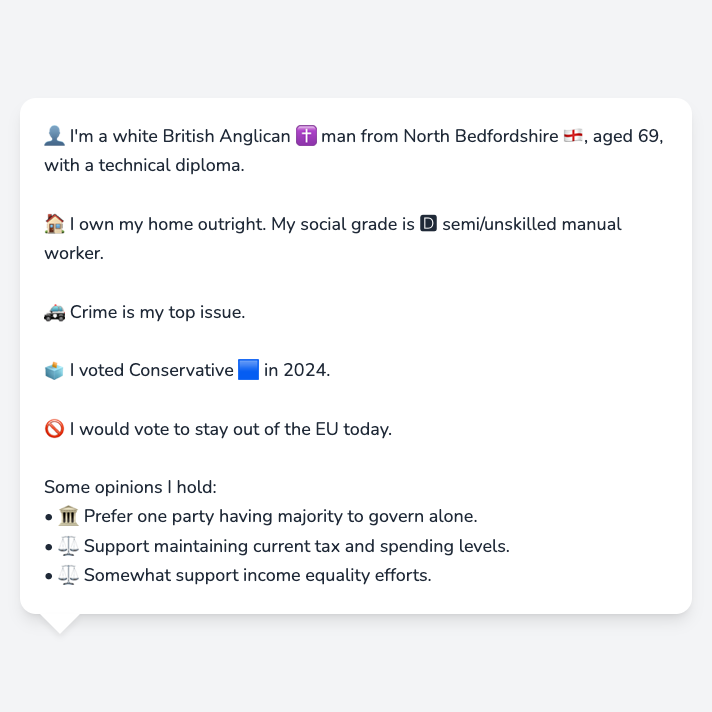 👤 I'm a white British Anglican ✝️ man from North Bedfordshire 🏴󠁧󠁢󠁥󠁮󠁧󠁿, aged 69,
with a technical diploma.
🏠 I own my home outright. My social grade is 🅳 semi/unskilled manual
worker.
🚓 Crime is my top issue.
🗳️ I voted Conservative 🟦 in 2024.
🚫 I would vote to stay out of the EU today.
Some opinions I hold:
• 🏛️ Prefer one party having majority to govern alone.
• ⚖️ Support maintaining current tax and spending levels.
• ⚖️ Somewhat support income equality efforts.